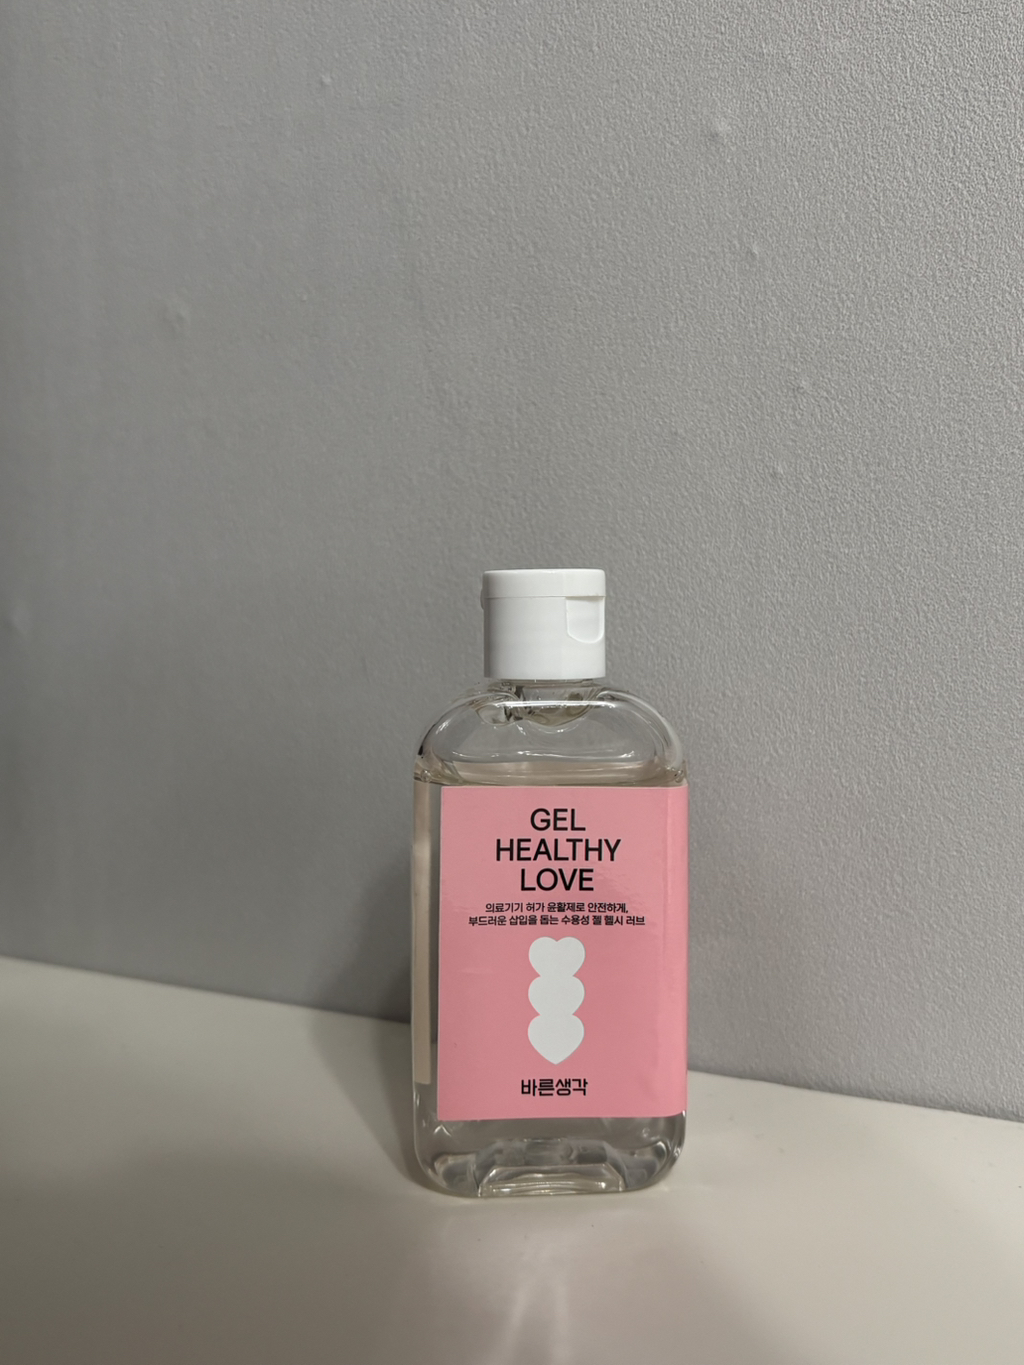 GEL
HEALTHY
LOVE
의료기기 허가 윤활제로 안전하게,
부드러운 삽입을 돕는 수용성 젤 헬시 러브
바른생각